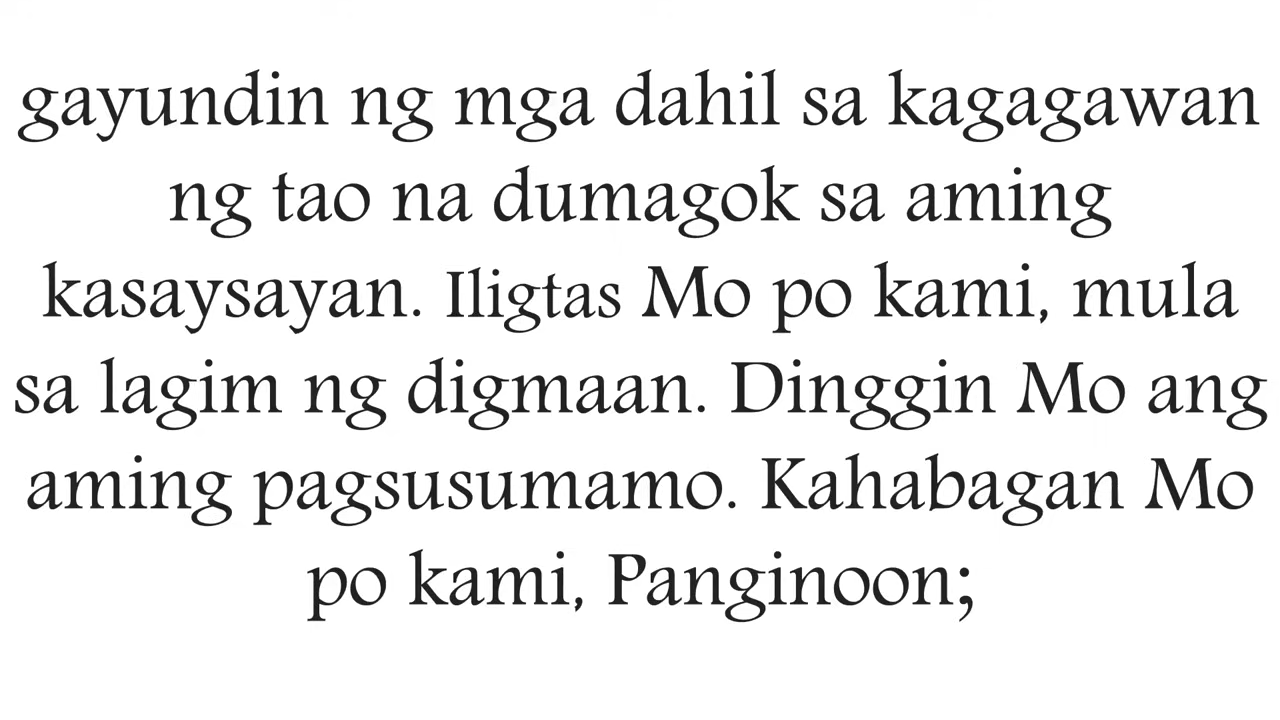 gayundin ng mga dahil sa kagagawan
ng tao na dumagok sa aming
kasaysayan. Iligtas Mo po kami, mula
sa lagim ng digmaan. Dinggin Mo ang
aming pagsusumamo. Kahabagan Mo
po kami, Panginoon;